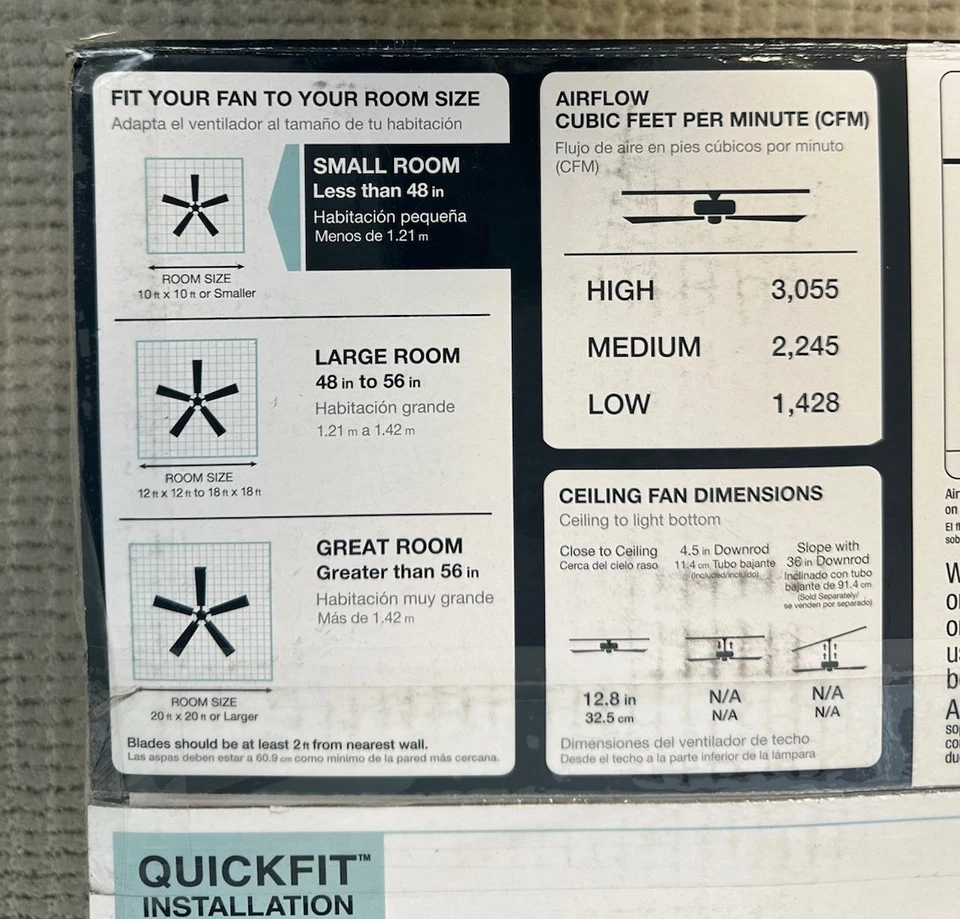 FIT YOUR FAN TO YOUR ROOM SIZE
Adapta el ventilador al tamaño de tu habitación
SMALL ROOM
Less than 48 in
Habitación pequeña
Menos de 1.21 m
ROOM SIZE
10 ft x 10 ft or Smaller
LARGE ROOM
48 in to 56 in
Habitación grande
1.21 m a 1.42 m
ROOM SIZE
12 ft x 12 ft to 18 ft x 18 ft
GREAT ROOM
Greater than 56 in
Habitación muy grande
Más de 1.42 m
ROOM SIZE
20 ft x 20 ft or Larger
Blades should be at least 2 ft from nearest wall.
Las aspas deben estar a 60.9 cm como mínimo de la pared más cercana.
AIRFLOW
CUBIC FEET PER MINUTE (CFM)
Flujo de aire en pies cúbicos por minuto
(CFM)
HIGH 3,055
MEDIUM 2,245
LOW 1,428
CEILING FAN DIMENSIONS
Ceiling to light bottom
Close to Ceiling
Cerca del cielo raso
4.5 in Downrod
11.4 cm Tubo bajante
(Included/incluido)
Slope with
36 in Downrod
Inclinado con tubo
bajante de 91.4 cm
(Sold Separately/
se venden por separado)
12.8 in
32.5 cm
N/A
N/A
N/A
N/A
Dimensiones del ventilador de techo
Desde el techo a la parte inferior de la lámpara
QUICKFIT™
INSTALLATION